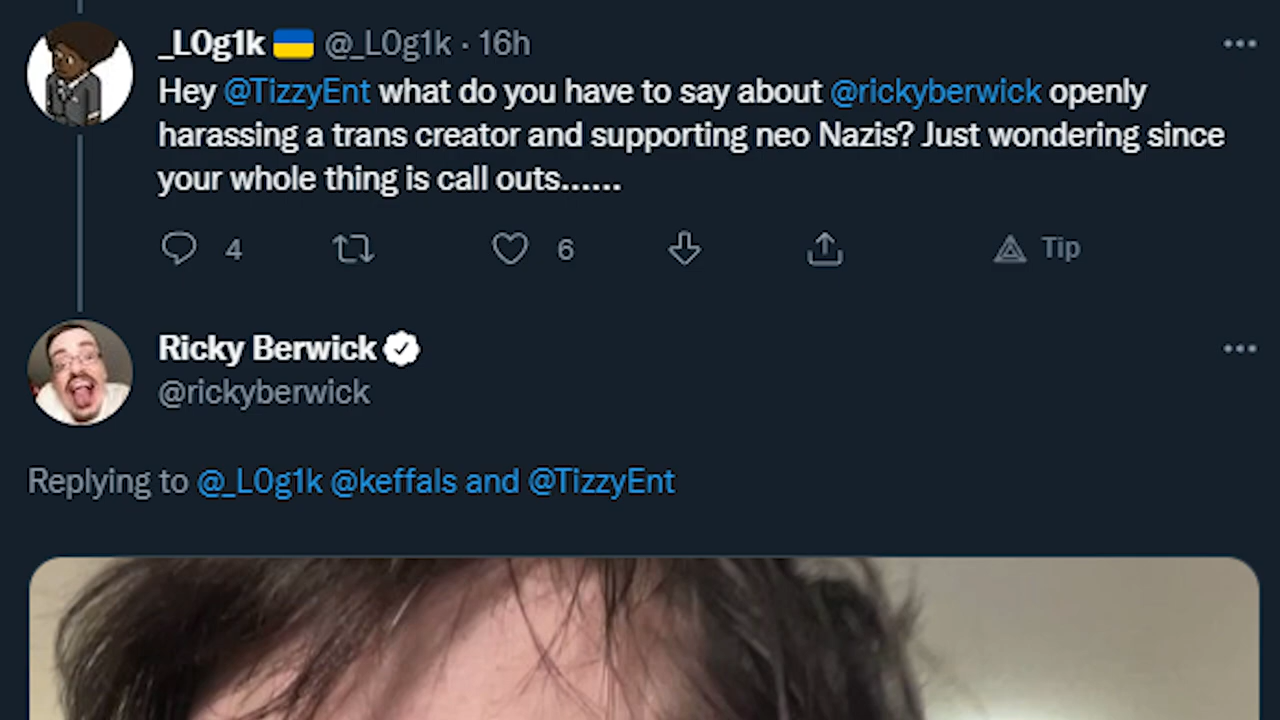 _L0g1k @_L0g1k · 16h
Hey @TizzyEnt what do you have to say about @rickyberwick openly
harassing a trans creator and supporting neo Nazis? Just wondering since
your whole thing is call outs......
4 6 Tip
Ricky Berwick
@rickyberwick
Replying to @_L0g1k @keffals and @TizzyEnt